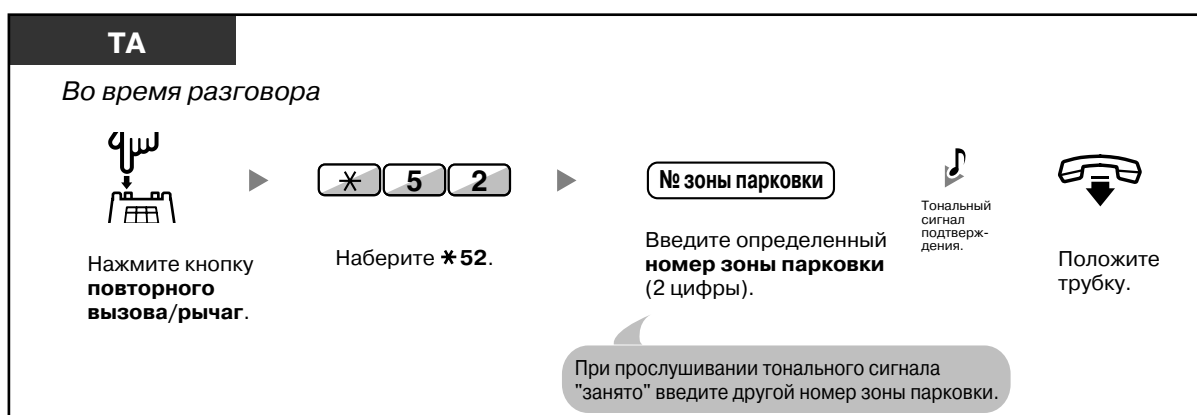 ТА
Во время разговора
Нажмите кнопку
повторного
вызова/рычаг.
* 5 2
Наберите *52.
№ зоны парковки
Введите определенный
номер зоны парковки
(2 цифры).
При прослушивании тонального сигнала
"занято" введите другой номер зоны парковки.
Тональный
сигнал
подтверж-
дения.
Положите
трубку.